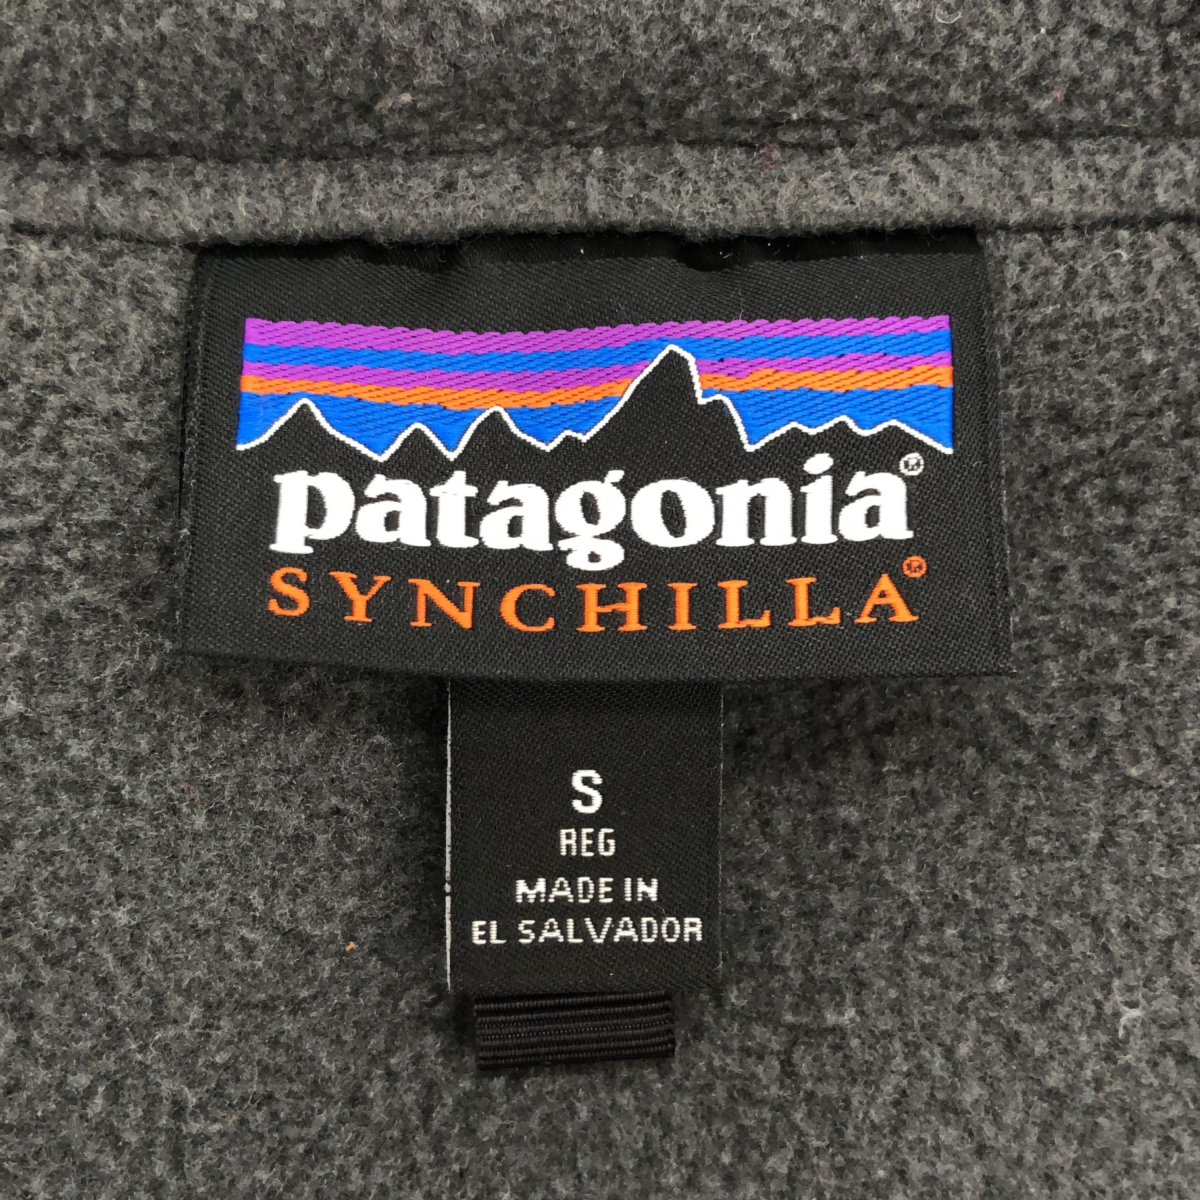 patagonia®
SYNCHILLA®
S
REG
MADE IN
EL SALVADOR